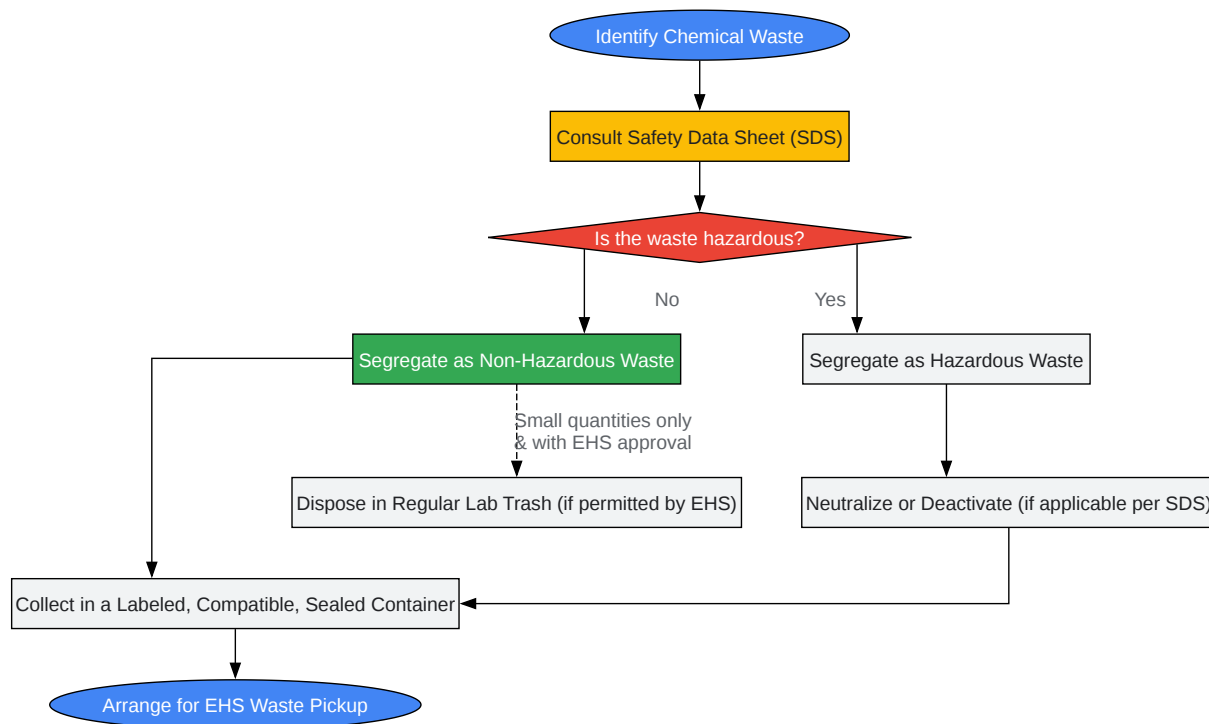 Identify Chemical Waste
Consult Safety Data Sheet (SDS)
Is the waste hazardous?
No
Yes
Segregate as Non-Hazardous Waste
Segregate as Hazardous Waste
Small quantities only
& with EHS approval
Dispose in Regular Lab Trash (if permitted by EHS)
Neutralize or Deactivate (if applicable per SDS)
Collect in a Labeled, Compatible, Sealed Container
Arrange for EHS Waste Pickup